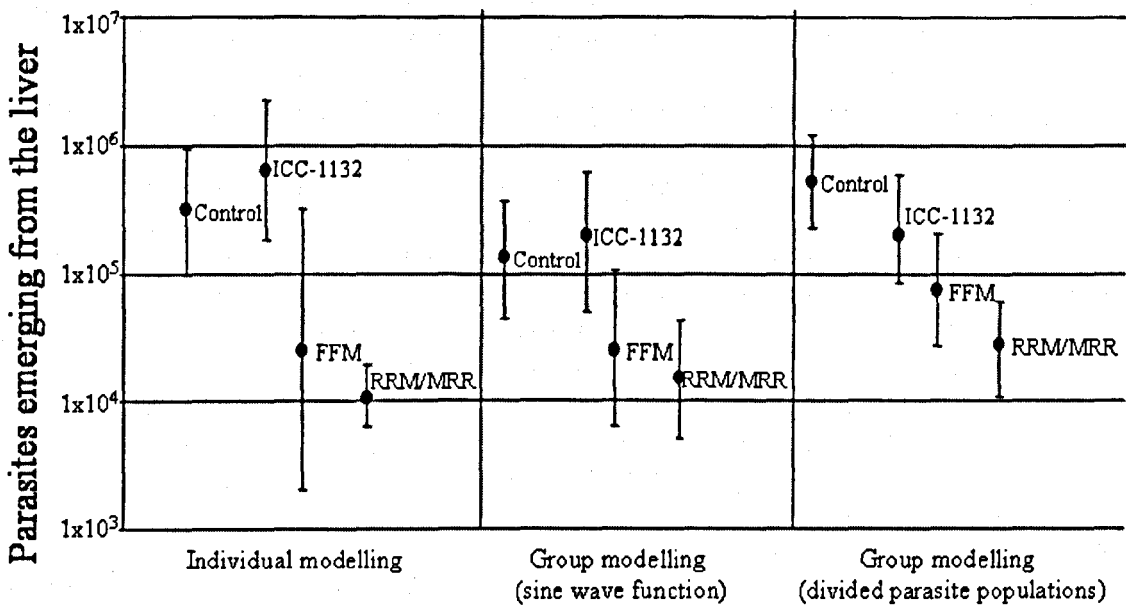 Parasites emerging from the liver
1x10⁷
1x10⁶
1x10⁵
1x10⁴
1x10³
Control
ICC-1132
FFM
RRM/MRR
Control
ICC-1132
FFM
RRM/MRR
Control
ICC-1132
FFM
RRM/MRR
Individual modelling
Group modelling
(sine wave function)
Group modelling
(divided parasite populations)